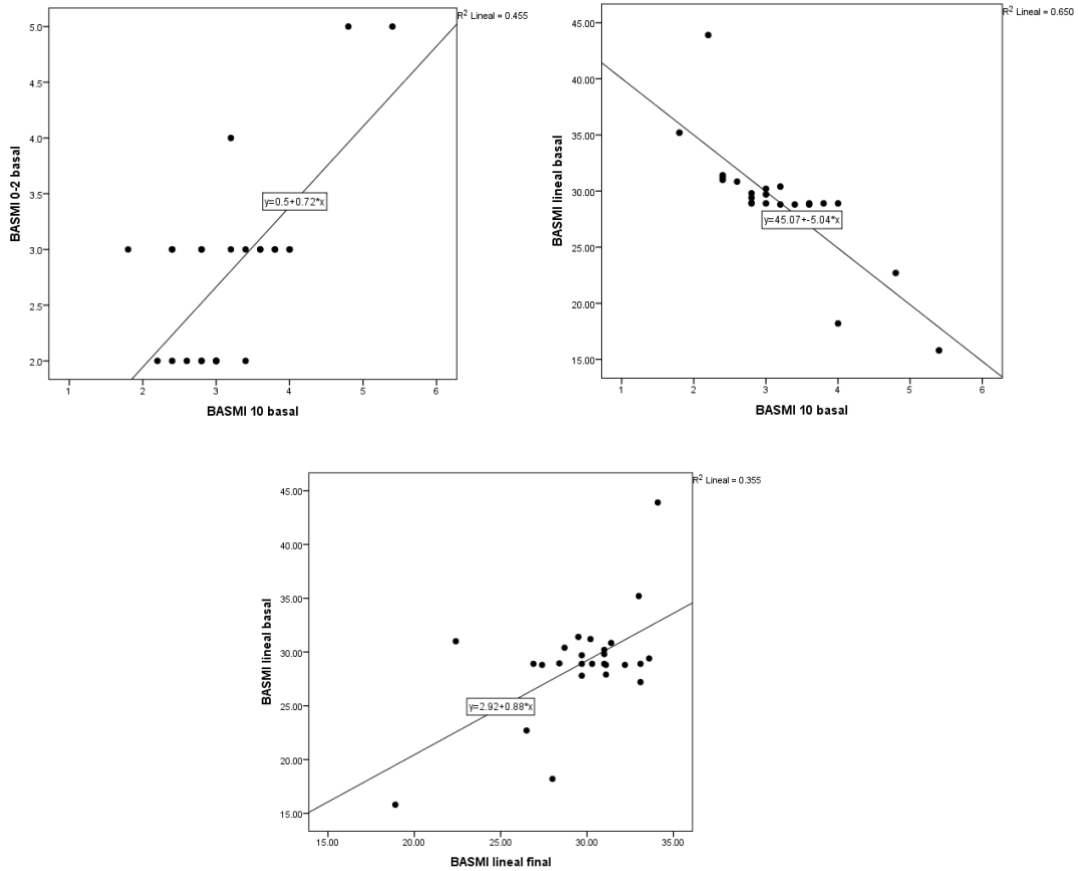 R² Lineal = 0.455
5.0
4.5
4.0
3.5
3.0
2.5
2.0
BASMI 0-2 basal
y=0.5+0.72*x
1 2 3 4 5 6
BASMI 10 basal
R² Lineal = 0.650
45.00
40.00
35.00
30.00
25.00
20.00
15.00
BASMI lineal basal
y=45.07+-5.04*x
1 2 3 4 5 6
BASMI 10 basal
R² Lineal = 0.355
45.00
40.00
35.00
30.00
25.00
20.00
15.00
BASMI lineal basal
y=2.92+0.88*x
15.00 20.00 25.00 30.00 35.00
BASMI lineal final